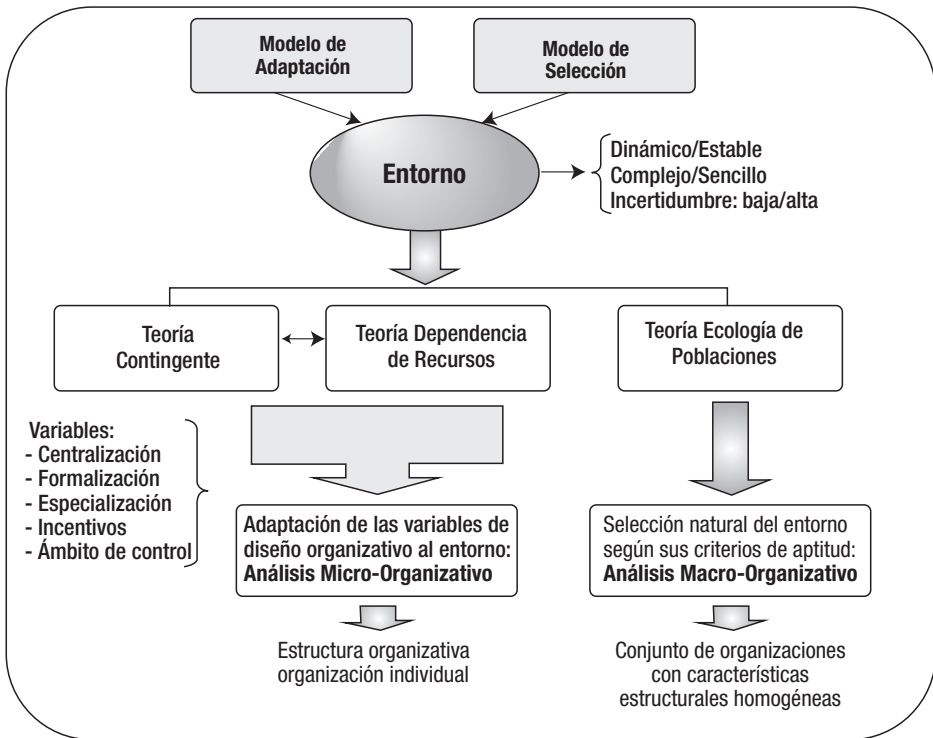 Modelo de
Adaptación
Modelo de
Selección
Entorno
Dinámico/Estable
Complejo/Sencillo
Incertidumbre: baja/alta
Teoría
Contingente
Teoría Dependencia
de Recursos
Teoría Ecología de
Poblaciones
Variables:
- Centralización
- Formalización
- Especialización
- Incentivos
- Ámbito de control
Adaptación de las variables de
diseño organizativo al entorno:
Análisis Micro-Organizativo
Selección natural del entorno
según sus criterios de aptitud:
Análisis Macro-Organizativo
Estructura organizativa
organización individual
Conjunto de organizaciones
con características
estructurales homogéneas